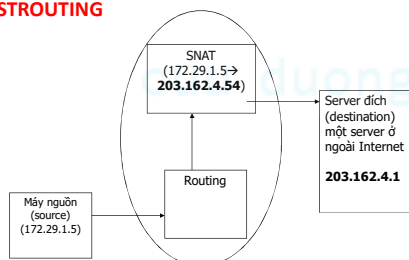 STROUTING
SNAT
(172.29.1.5→
203.162.4.54)
duong
Server đích
(destination)
một server ở
ngoài Internet
203.162.4.1
Routing
Máy nguồn
(source)
(172.29.1.5)